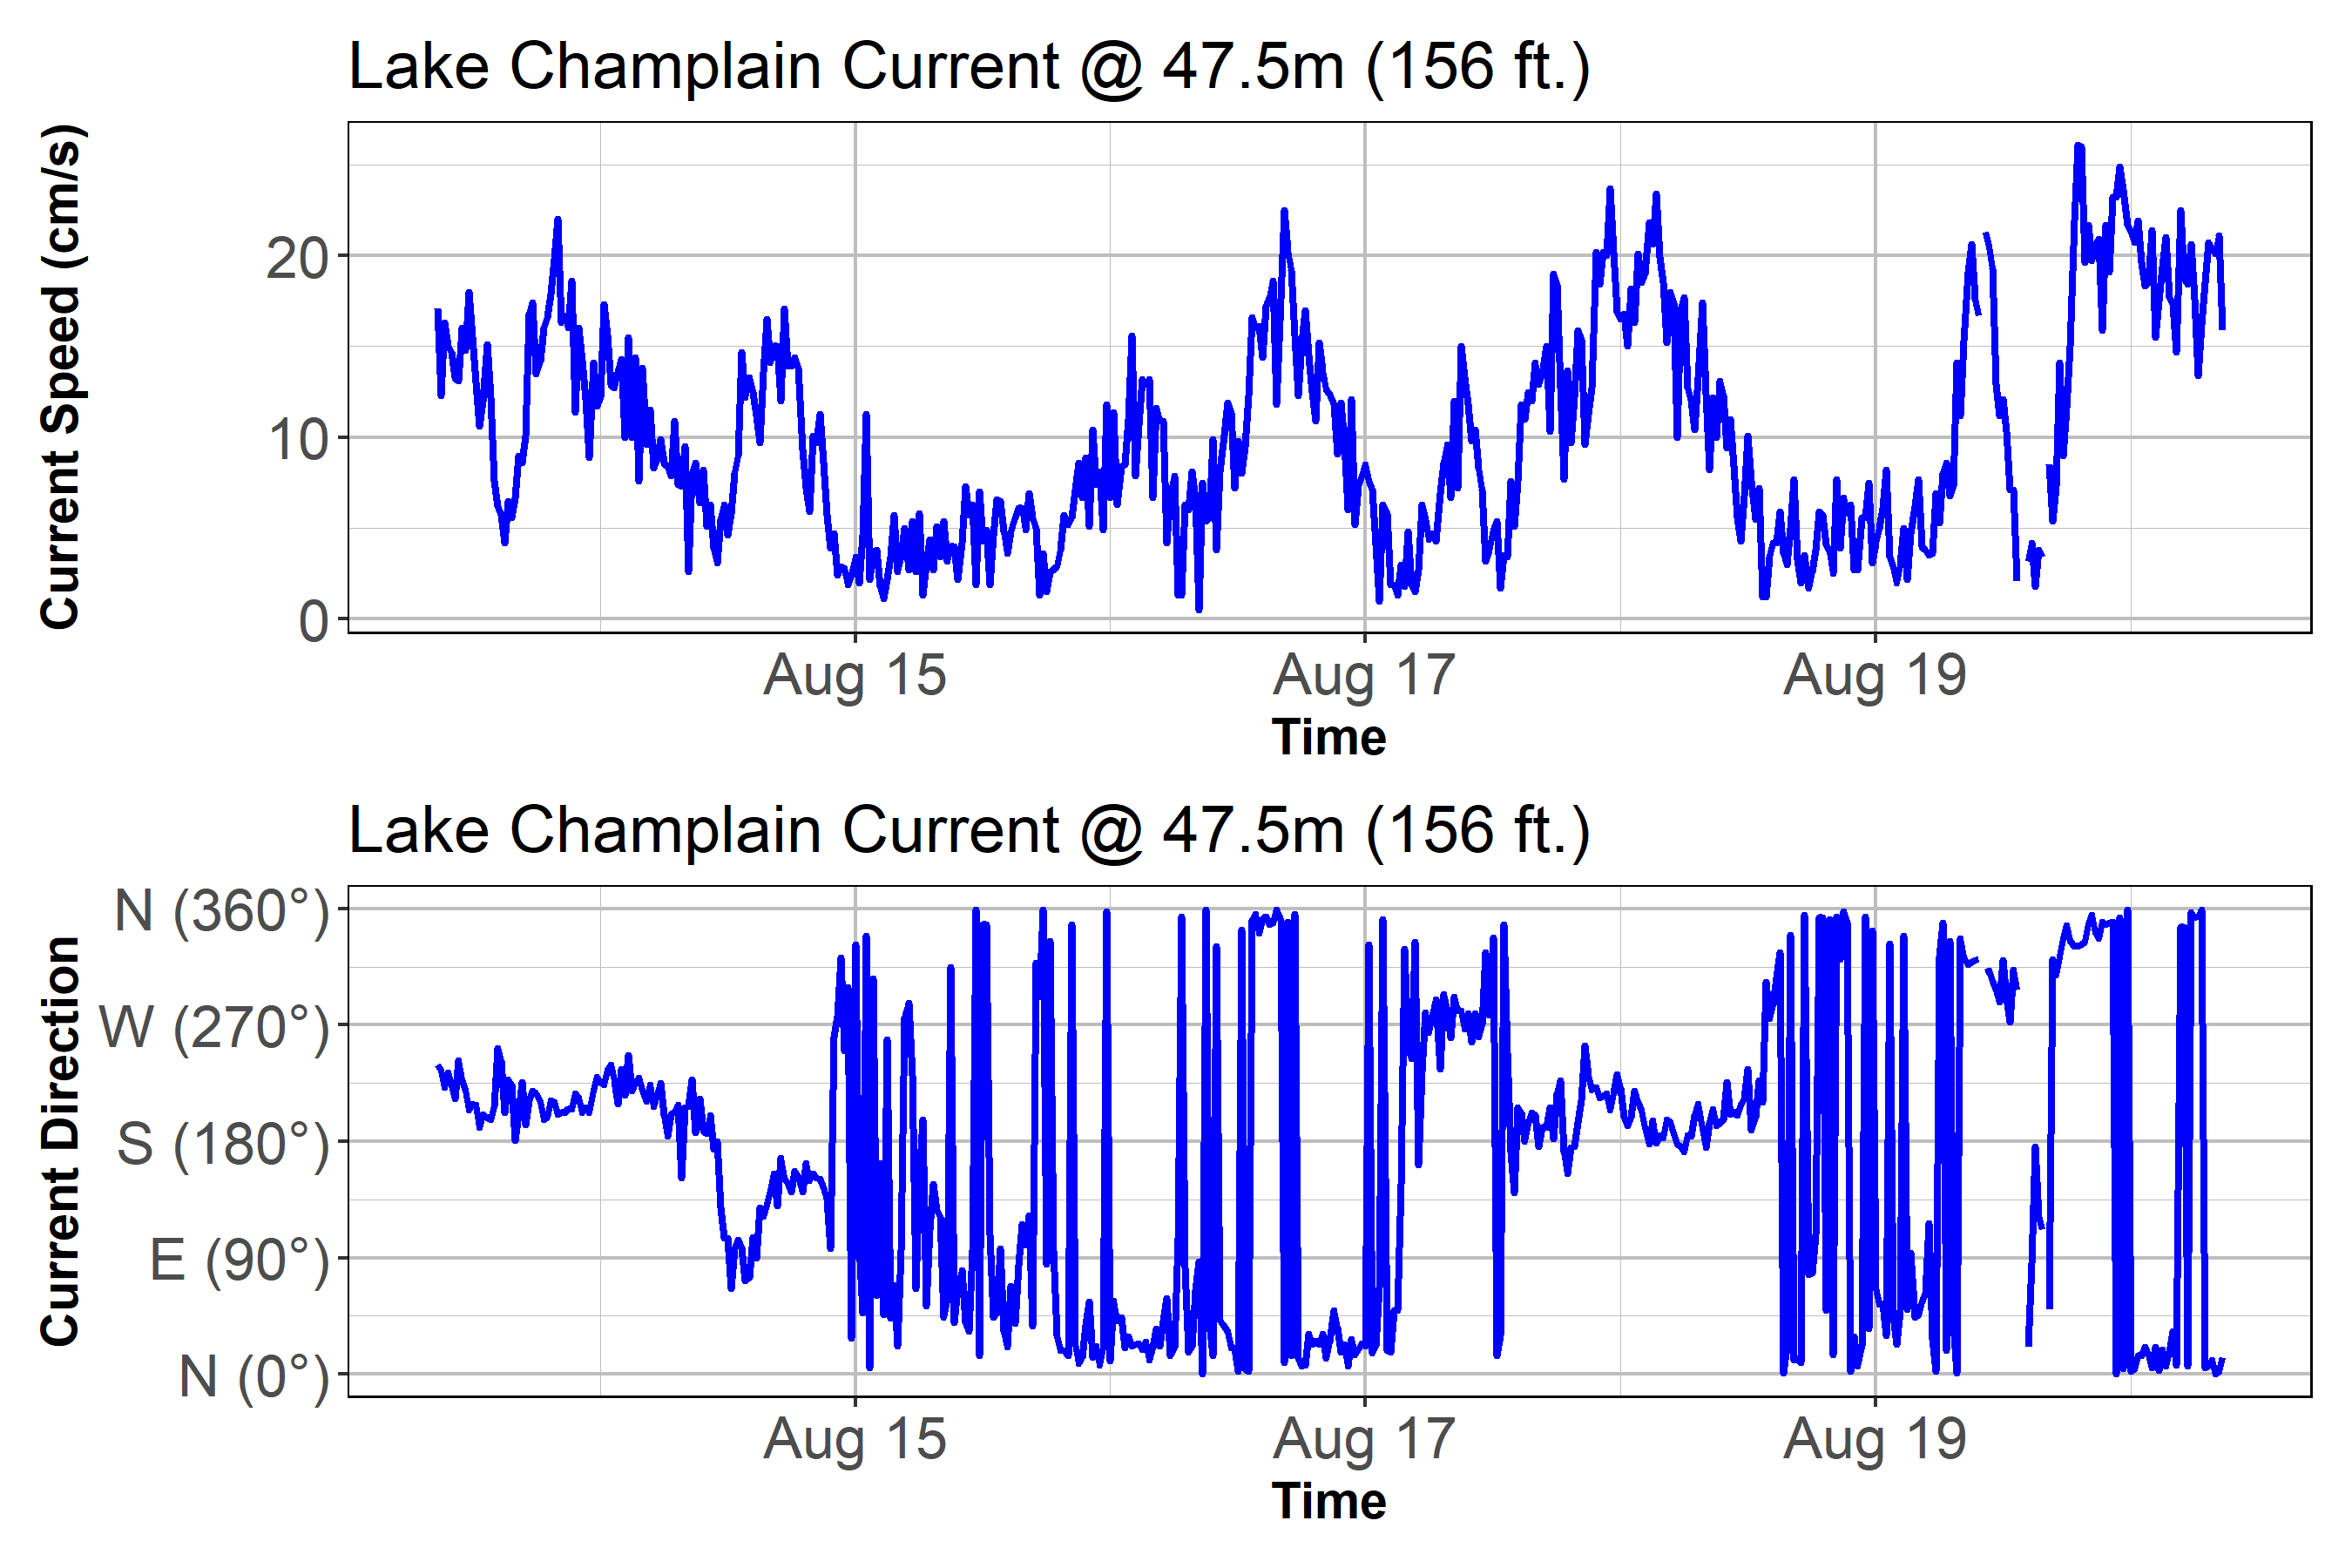 Lake Champlain Current @ 47.5m (156 ft.)
Current Speed (cm/s)
20
10
0
Aug 15 Aug 17 Aug 19
Time
Lake Champlain Current @ 47.5m (156 ft.)
Current Direction
N (360°)
W (270°)
S (180°)
E (90°)
N (0°)
Aug 15 Aug 17 Aug 19
Time